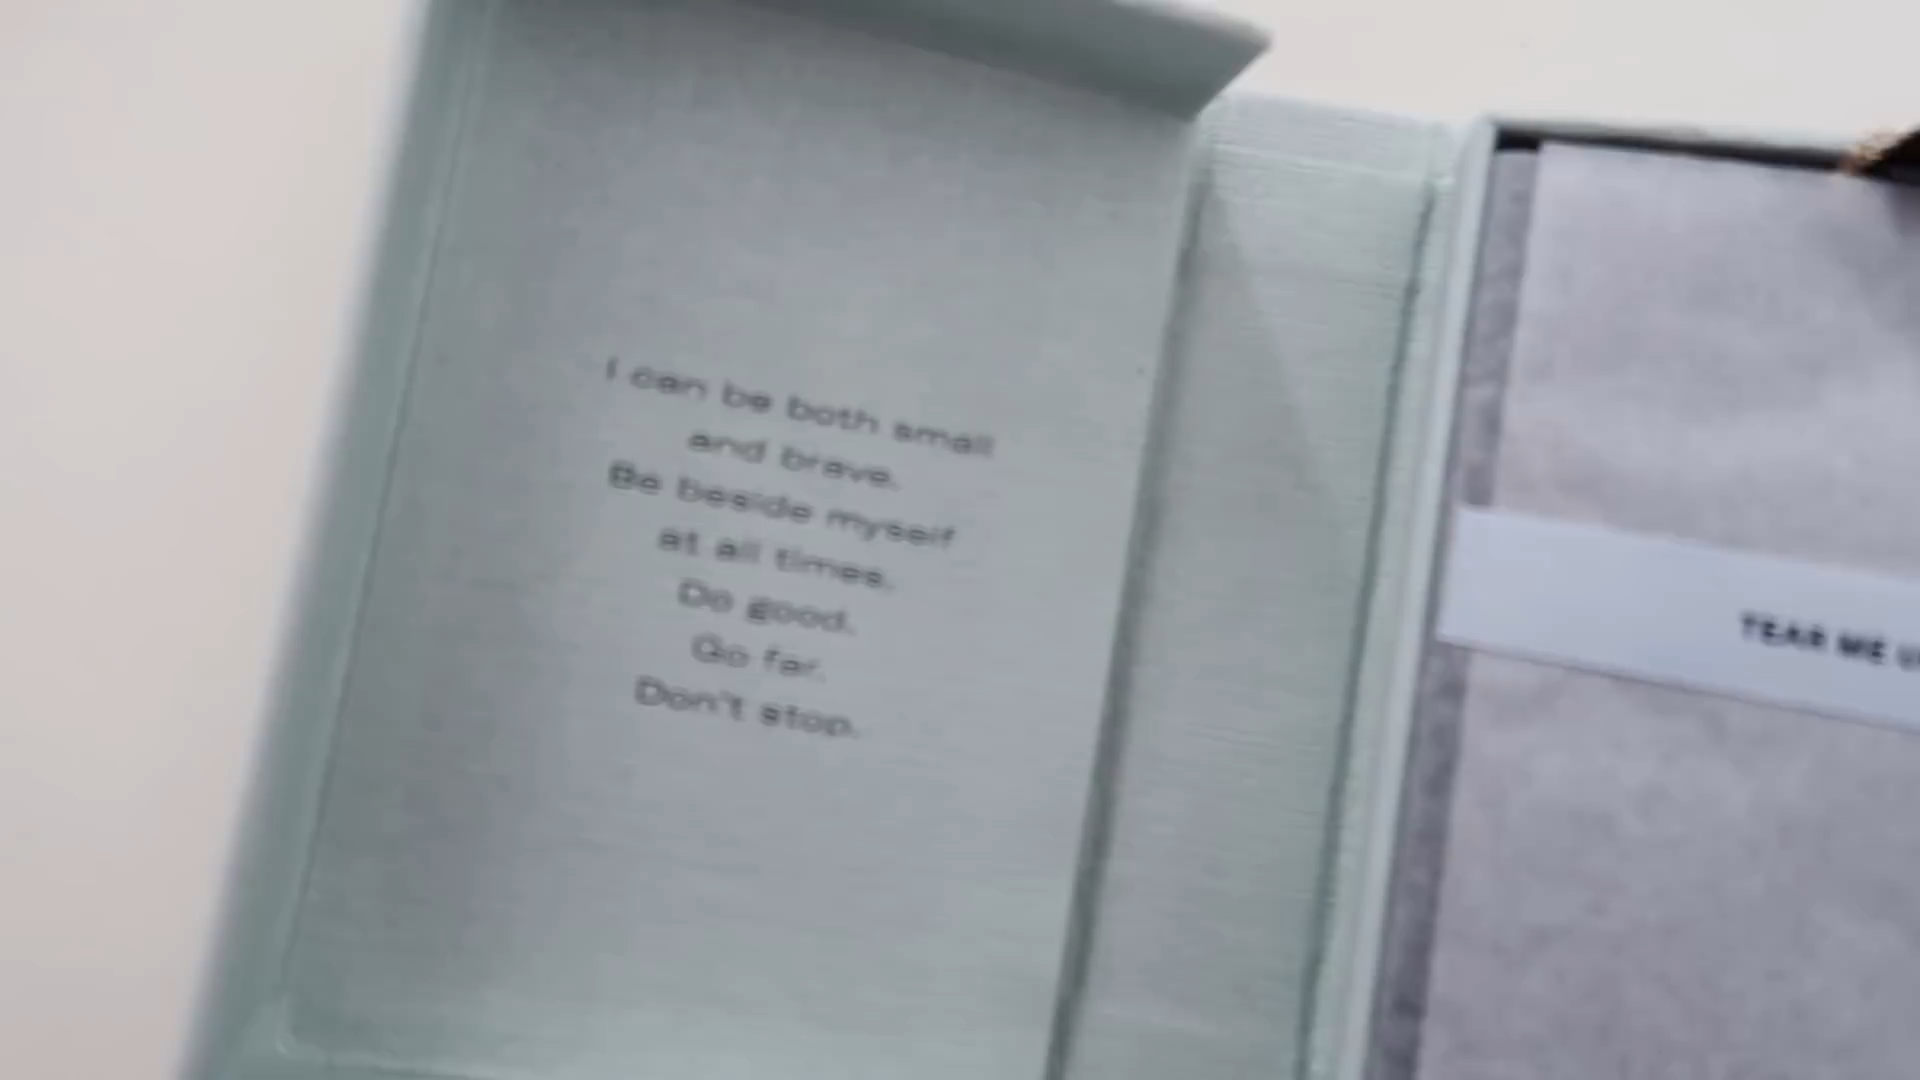 I can be both small
and brave.
Be beside myself
at all times.
Do good.
Go far.
Don't stop.
TEAR ME